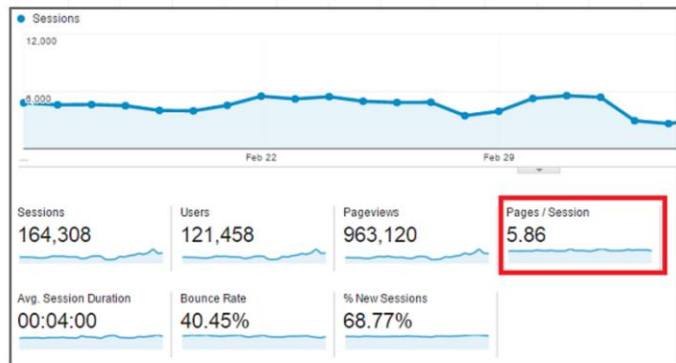 Sessions
12,000
6,000
...
Feb 22
Feb 29
Sessions
164,308
Users
121,458
Pageviews
963,120
Pages / Session
5.86
Avg. Session Duration
00:04:00
Bounce Rate
40.45%
% New Sessions
68.77%